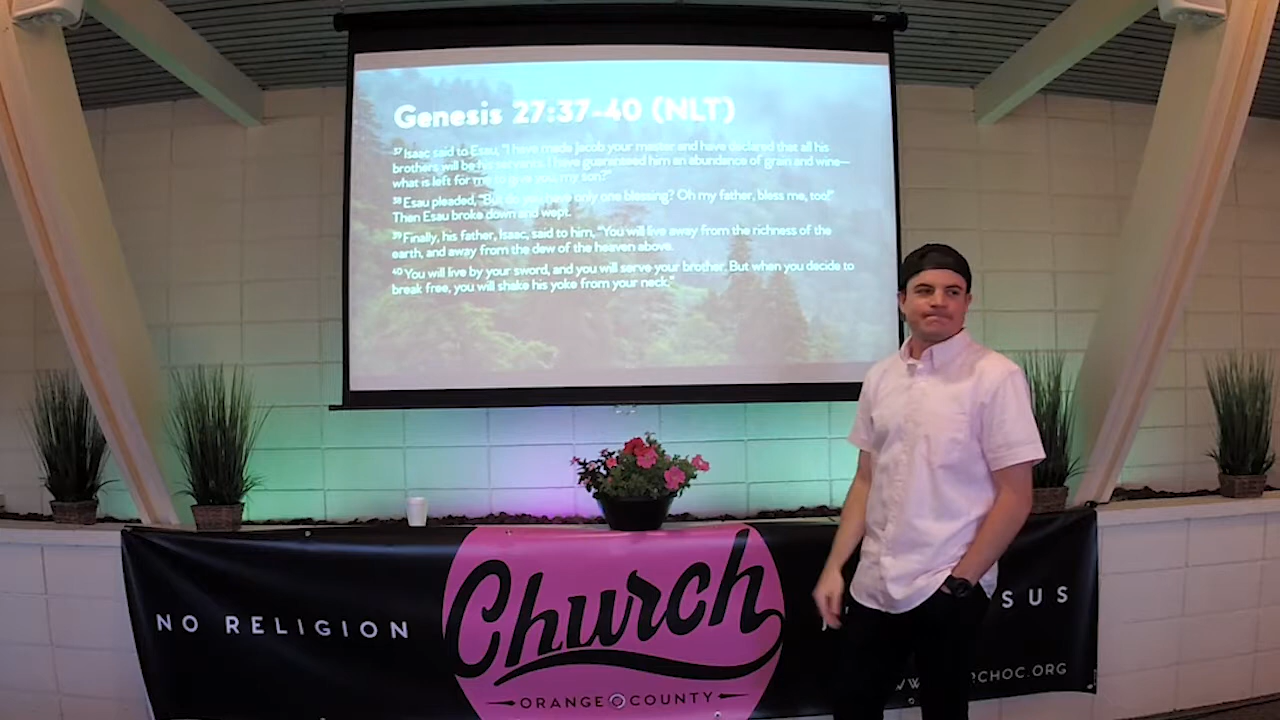 Genesis 27:37-40 (NLT)
37 Isaac said to Esau, "I have made Jacob your master and have declared that all his
brothers will be his servants. I have guaranteed him an abundance of grain and wine—
what is left for me to give you, my son?"
38 Esau pleaded, "But do you have only one blessing? Oh my father, bless me, too!"
Then Esau broke down and wept.
39 Finally, his father, Isaac, said to him, "You will live away from the richness of the
earth, and away from the dew of the heaven above.
40 You will live by your sword, and you will serve your brother. But when you decide to
break free, you will shake his yoke from your neck."
NO RELIGION
Church
SUS
ORANGE COUNTY
RCHOC.ORG